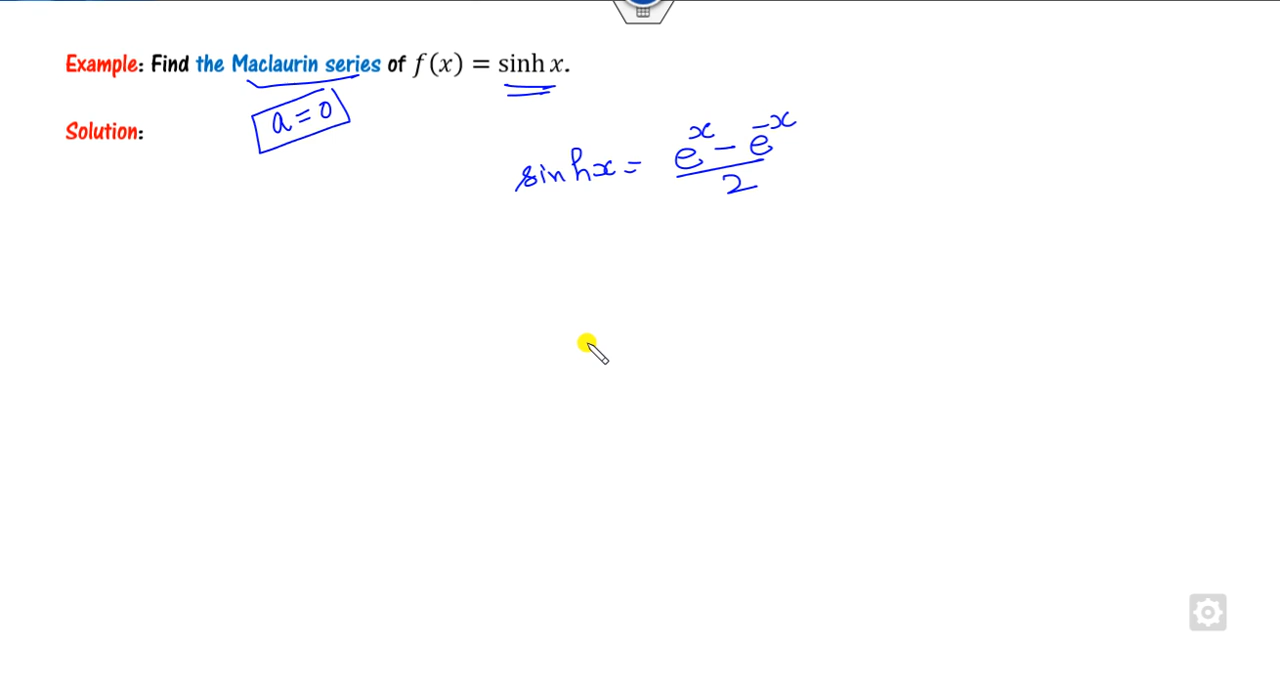 Example: Find the Maclaurin series of f(x) = sinh x.
a = 0
Solution:
sinhx = (e^x - e^-x)/2